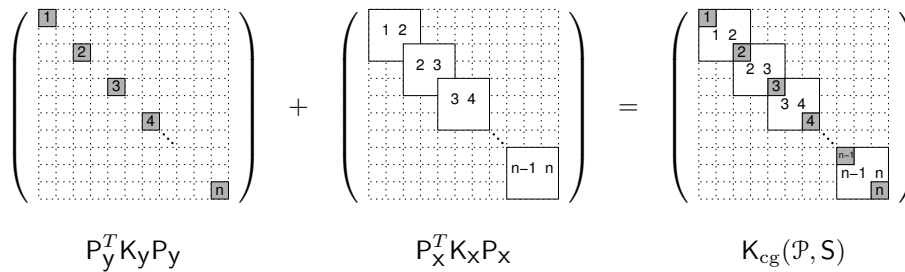 1 1 2 1 1 2
2 2 3 2 2 3
3 3 4 3 3 4
4 4
+ =
n−1 n n−1 n−1 n
n n
P_y^T K_y P_y P_x^T K_x P_x K_cg(𝒫, S)